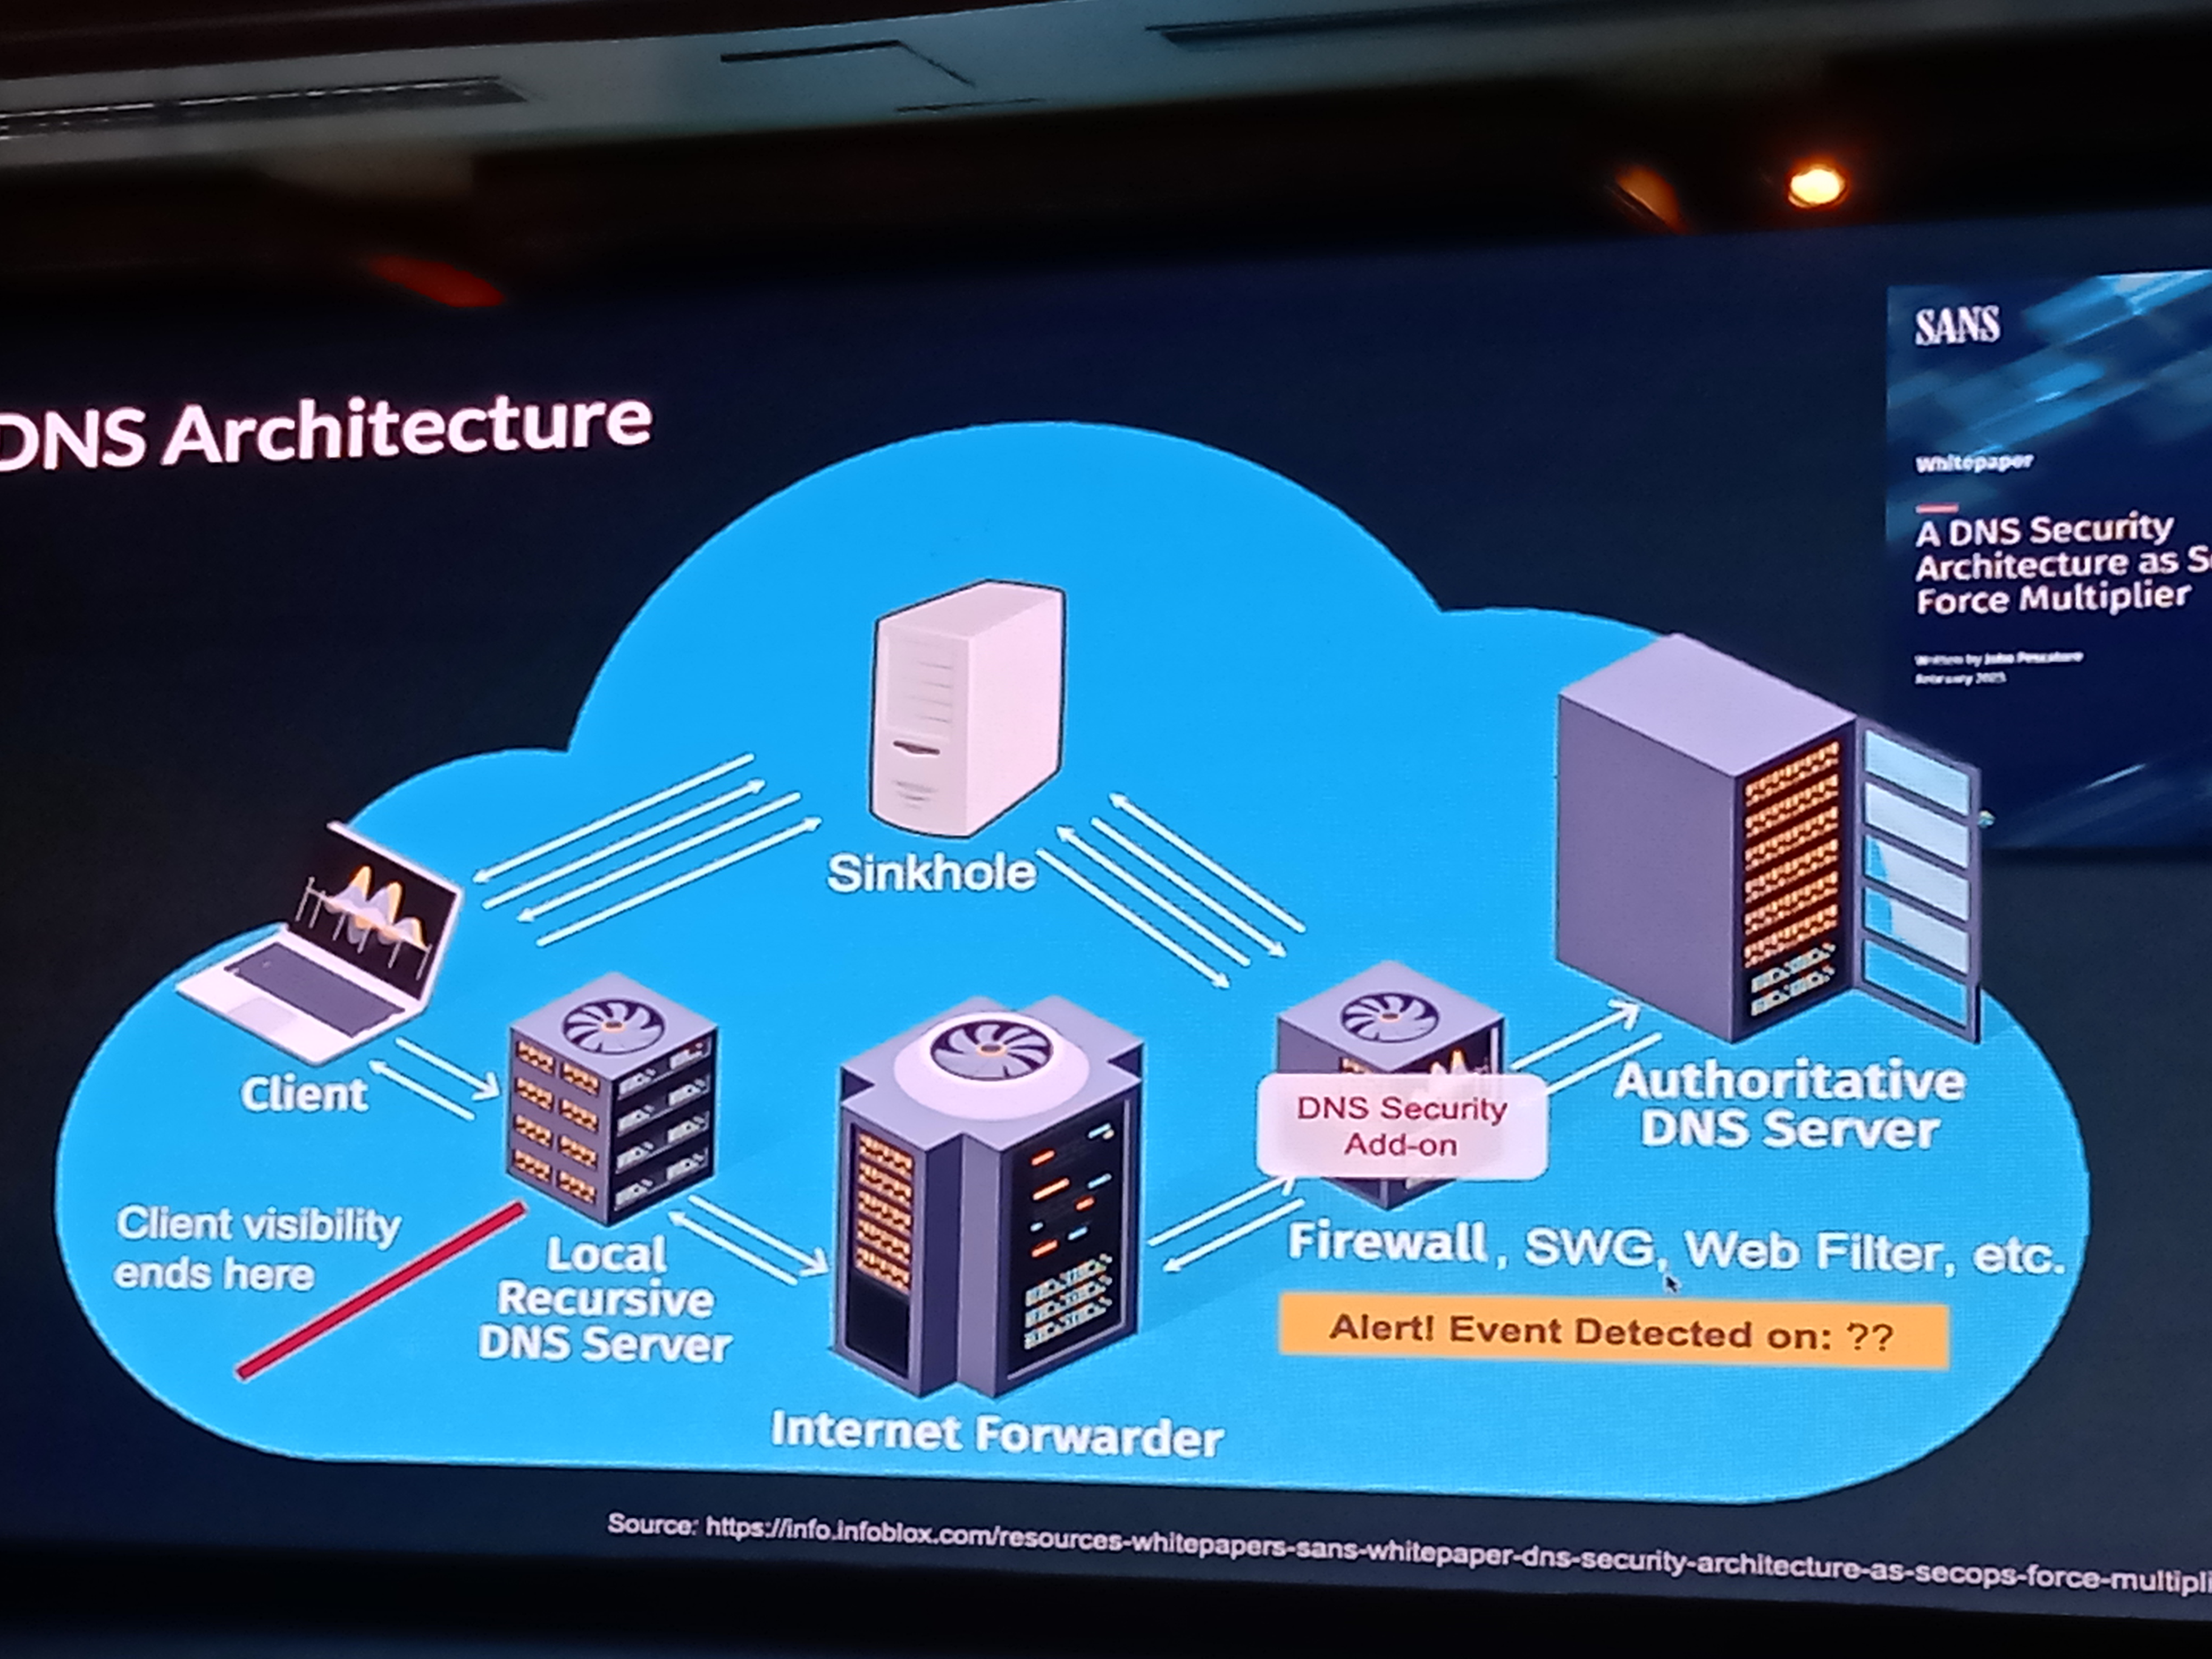 DNS Architecture
SANS
Whitepaper
A DNS Security
Architecture as S
Force Multiplier
Written by John Pescatore
February 2023
Sinkhole
Client
Authoritative
DNS Server
DNS Security
Add-on
Client visibility
ends here
Local
Recursive
DNS Server
Firewall, SWG, Web Filter, etc.
Alert! Event Detected on: ??
Internet Forwarder
Source: https://info.infoblox.com/resources-whitepapers-sans-whitepaper-dns-security-architecture-as-secops-force-multipli